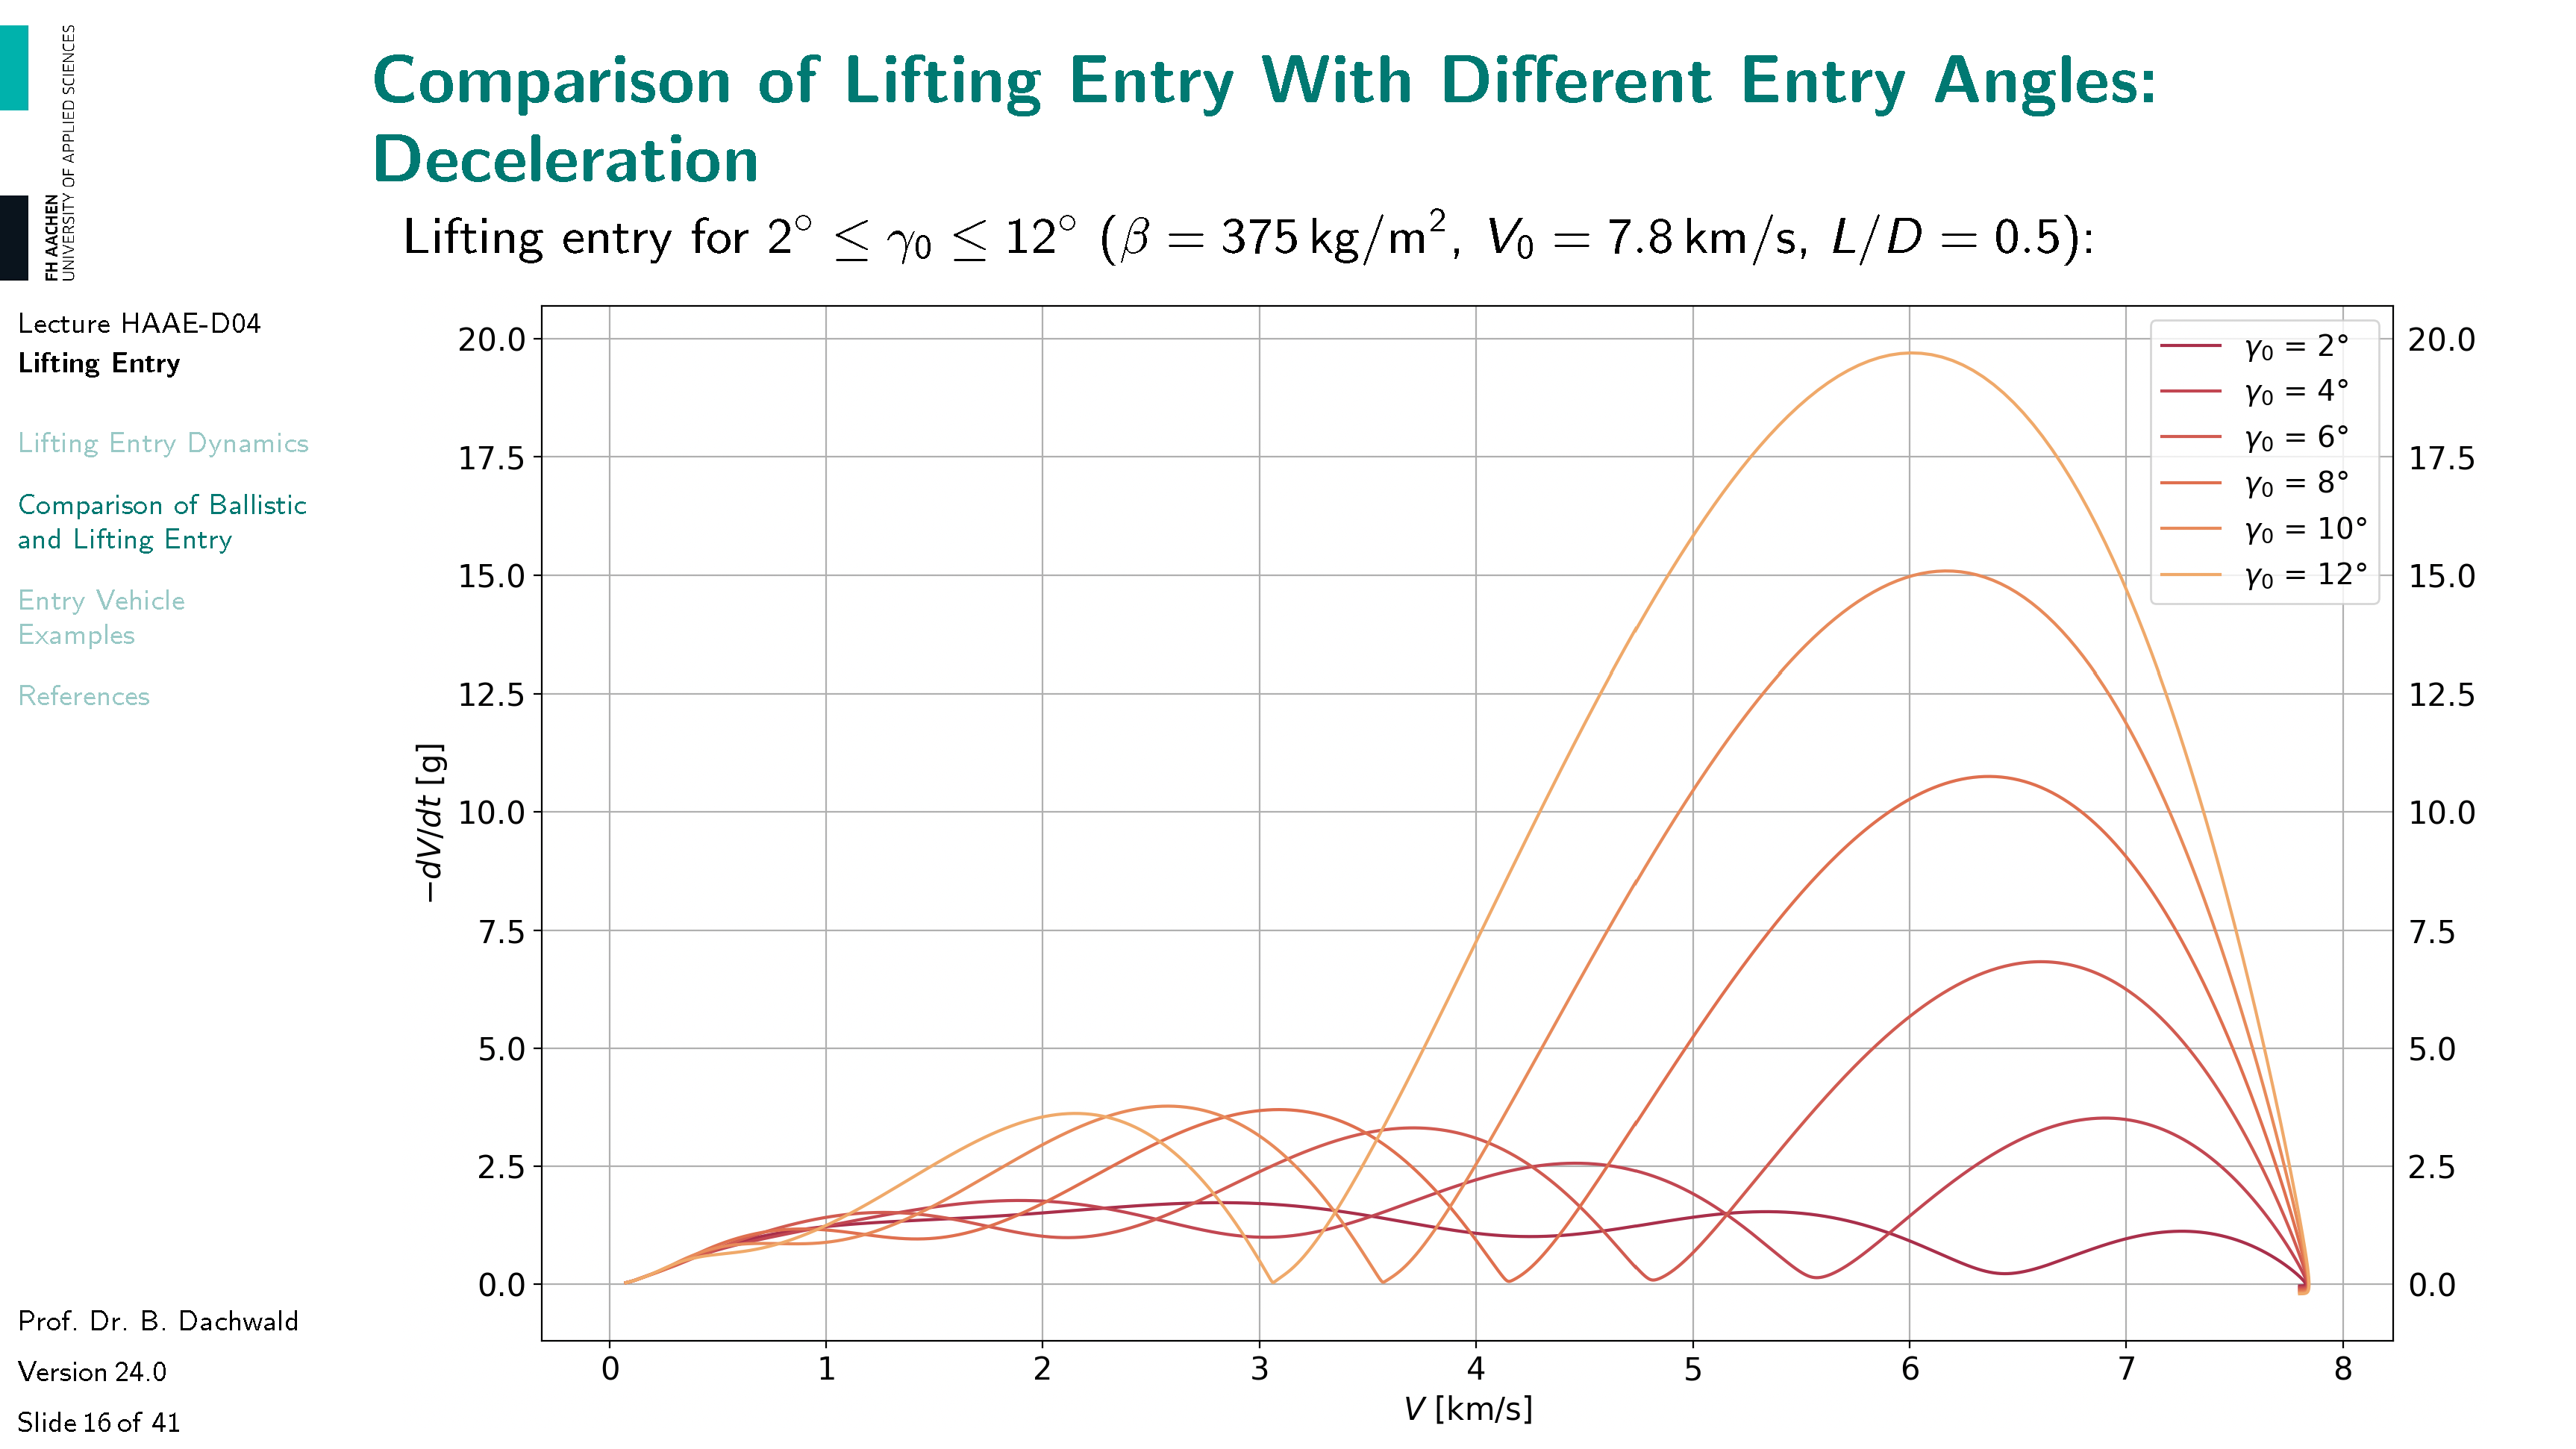 FH AACHEN
UNIVERSITY OF APPLIED SCIENCES
Lecture HAAE-D04
Lifting Entry
Lifting Entry Dynamics
Comparison of Ballistic
and Lifting Entry
Entry Vehicle
Examples
References
Prof. Dr. B. Dachwald
Version 24.0
Slide 16 of 41
Comparison of Lifting Entry With Different Entry Angles:
Deceleration
Lifting entry for 2° ≤ γ₀ ≤ 12° (β = 375 kg/m², V₀ = 7.8 km/s, L/D = 0.5):
−dV/dt [g]
20.0
17.5
15.0
12.5
10.0
7.5
5.0
2.5
0.0
γ₀ = 2°
γ₀ = 4°
γ₀ = 6°
γ₀ = 8°
γ₀ = 10°
γ₀ = 12°
20.0
17.5
15.0
12.5
10.0
7.5
5.0
2.5
0.0
0 1 2 3 4 5 6 7 8
V [km/s]